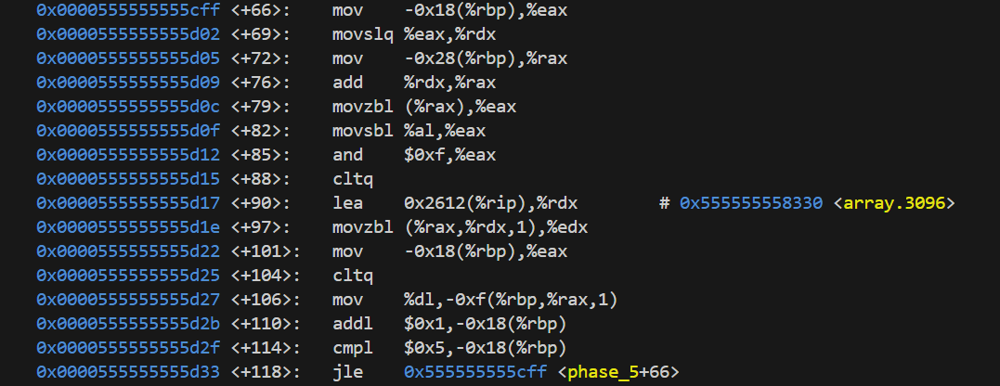 0x0000555555555cff <+66>: mov -0x18(%rbp),%eax
0x0000555555555d02 <+69>: movslq %eax,%rdx
0x0000555555555d05 <+72>: mov -0x28(%rbp),%rax
0x0000555555555d09 <+76>: add %rdx,%rax
0x0000555555555d0c <+79>: movzbl (%rax),%eax
0x0000555555555d0f <+82>: movsbl %al,%eax
0x0000555555555d12 <+85>: and $0xf,%eax
0x0000555555555d15 <+88>: cltq
0x0000555555555d17 <+90>: lea 0x2612(%rip),%rdx # 0x555555558330 <array.3096>
0x0000555555555d1e <+97>: movzbl (%rax,%rdx,1),%edx
0x0000555555555d22 <+101>: mov -0x18(%rbp),%eax
0x0000555555555d25 <+104>: cltq
0x0000555555555d27 <+106>: mov %dl,-0xf(%rbp,%rax,1)
0x0000555555555d2b <+110>: addl $0x1,-0x18(%rbp)
0x0000555555555d2f <+114>: cmpl $0x5,-0x18(%rbp)
0x0000555555555d33 <+118>: jle 0x555555555cff <phase_5+66>